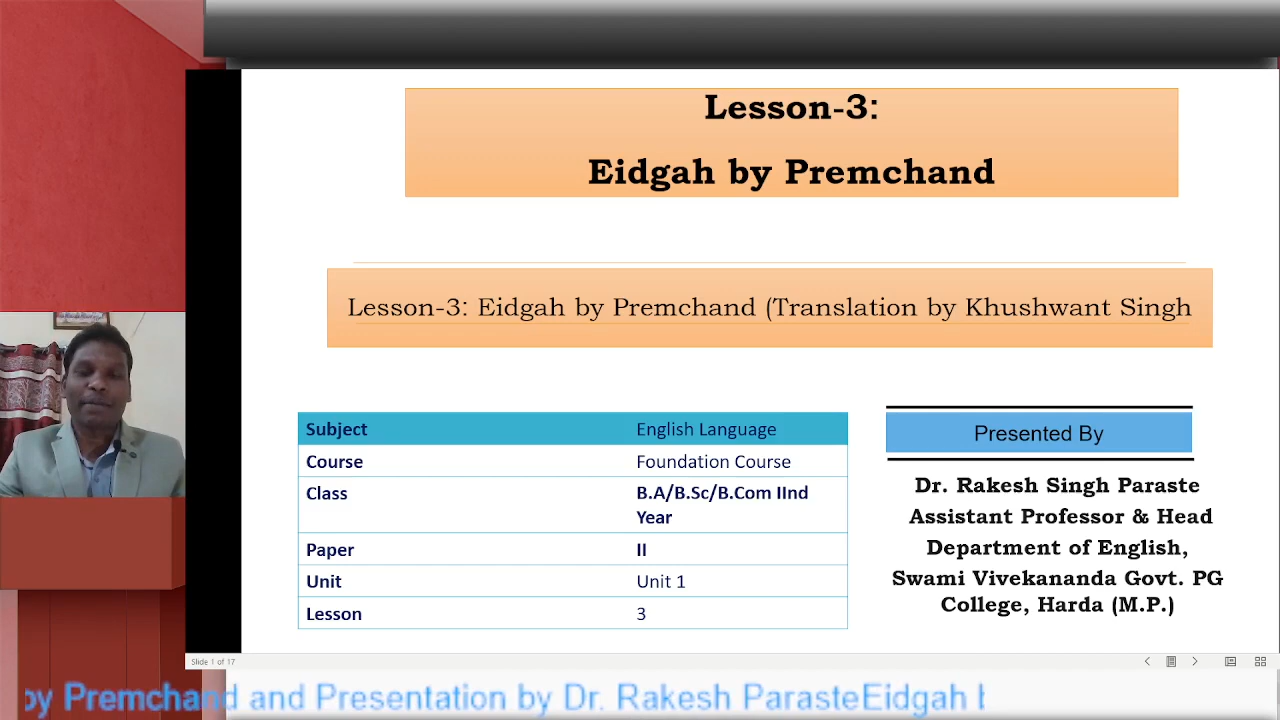 Lesson-3:
Eidgah by Premchand
Lesson-3: Eidgah by Premchand (Translation by Khushwant Singh
Subject English Language
Course Foundation Course
Class B.A/B.Sc/B.Com IInd
Year
Paper II
Unit Unit 1
Lesson 3
Presented By
Dr. Rakesh Singh Paraste
Assistant Professor & Head
Department of English,
Swami Vivekananda Govt. PG
College, Harda (M.P.)
Slide 1 of 17
by Premchand and Presentation by Dr. Rakesh ParasteEidgah